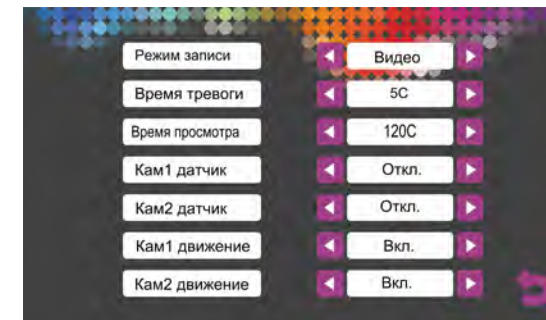 Режим записи Видео
Время тревоги 5С
Время просмотра 120С
Кам1 датчик Откл.
Кам2 датчик Откл.
Кам1 движение Вкл.
Кам2 движение Вкл.